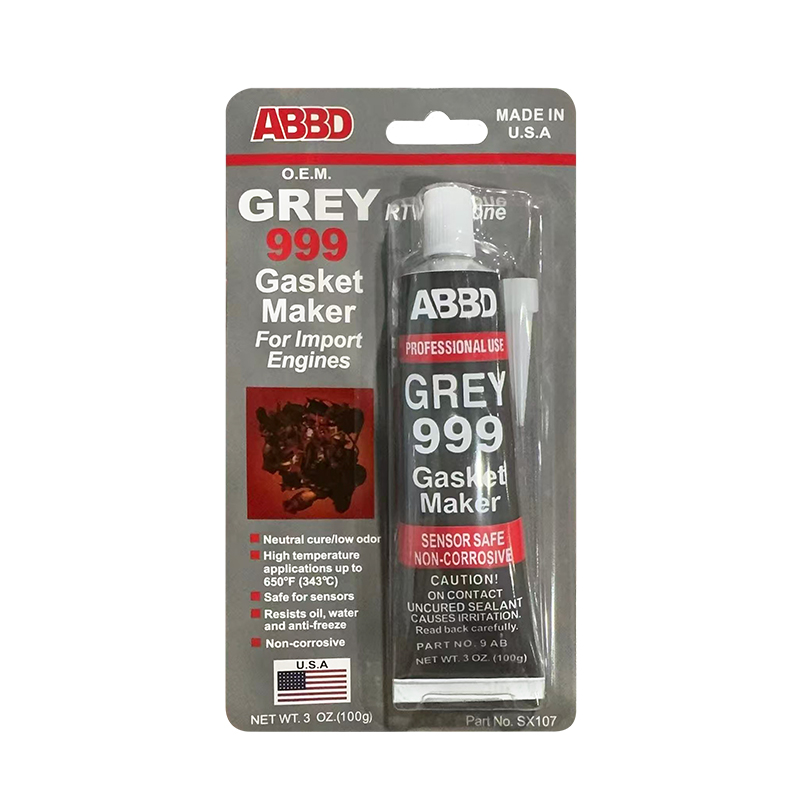 ABBD
MADE IN
U.S.A
O.E.M.
GREY
999
Gasket
Maker
For Import
Engines
Neutral cure/low odor
High temperature
applications up to
650°F (343℃)
Safe for sensors
Resists oil, water
and anti-freeze
Non-corrosive
U.S.A
NET WT. 3 OZ.(100g)
RTV
ABBD
PROFESSIONAL USE
GREY
999
Gasket
Maker
SENSOR SAFE
NON-CORROSIVE
CAUTION!
ON CONTACT
UNCURED SEALANT
CAUSES IRRITATION.
Read back carefully.
PART NO. 9 AB
NET WT. 3 OZ. (100g)
Part No. SX107